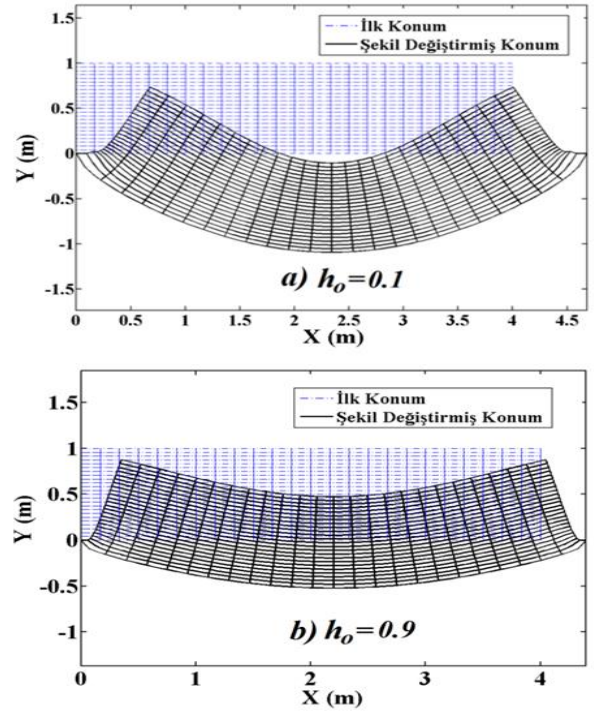 1.5
1
0.5
0
-0.5
-1
-1.5
Y (m)
İlk Konum
Şekil Değiştirmiş Konum
a) hₒ=0.1
0 0.5 1 1.5 2 2.5 3 3.5 4 4.5
X (m)
1.5
1
0.5
0
-0.5
-1
Y (m)
İlk Konum
Şekil Değiştirmiş Konum
b) hₒ=0.9
0 1 2 3 4
X (m)